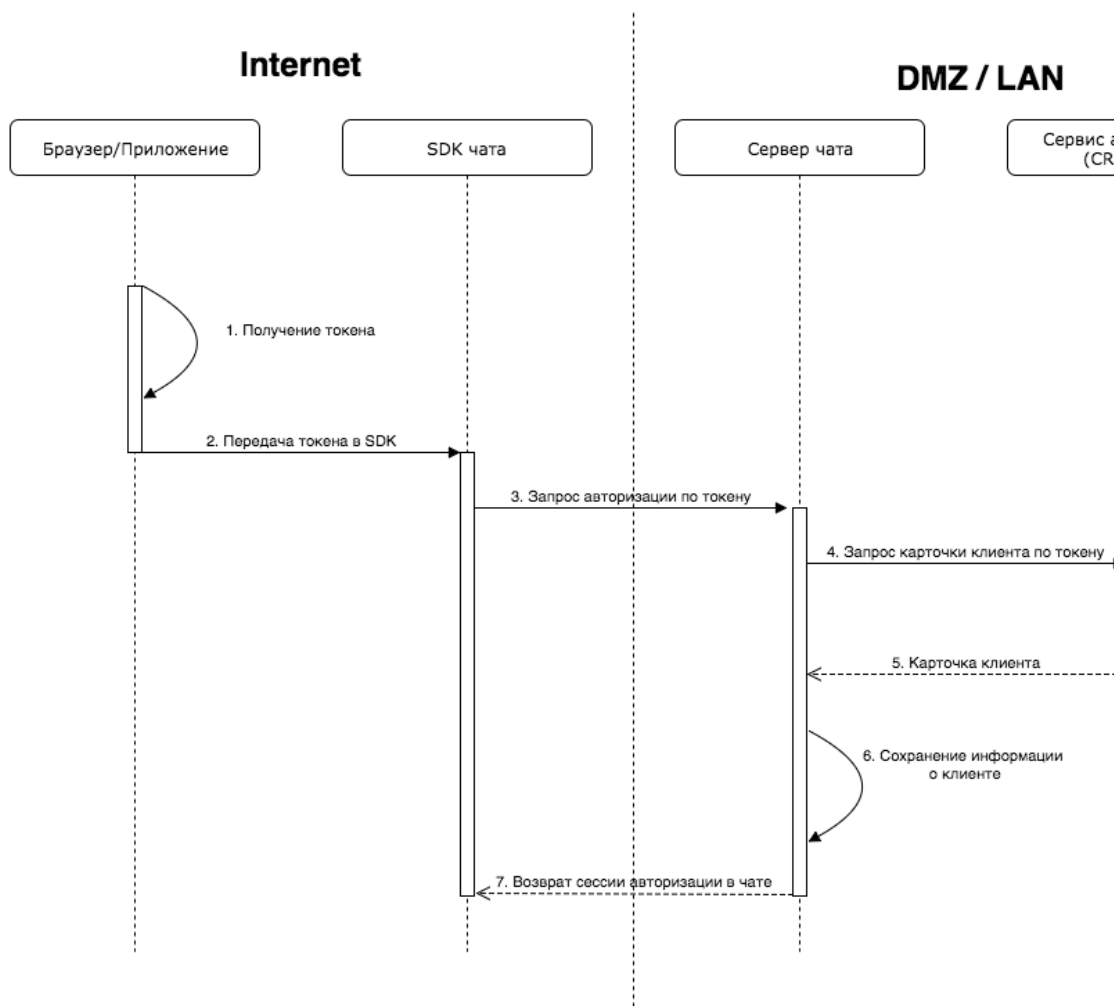 Internet
DMZ / LAN
Браузер/Приложение
SDK чата
Сервер чата
Сервис
1. Получение токена
2. Передача токена в SDK
3. Запрос авторизации по токену
4. Запрос карточки клиента по токену
5. Карточка клиента
6. Сохранение информации
о клиенте
7. Возврат сессии авторизации в чате